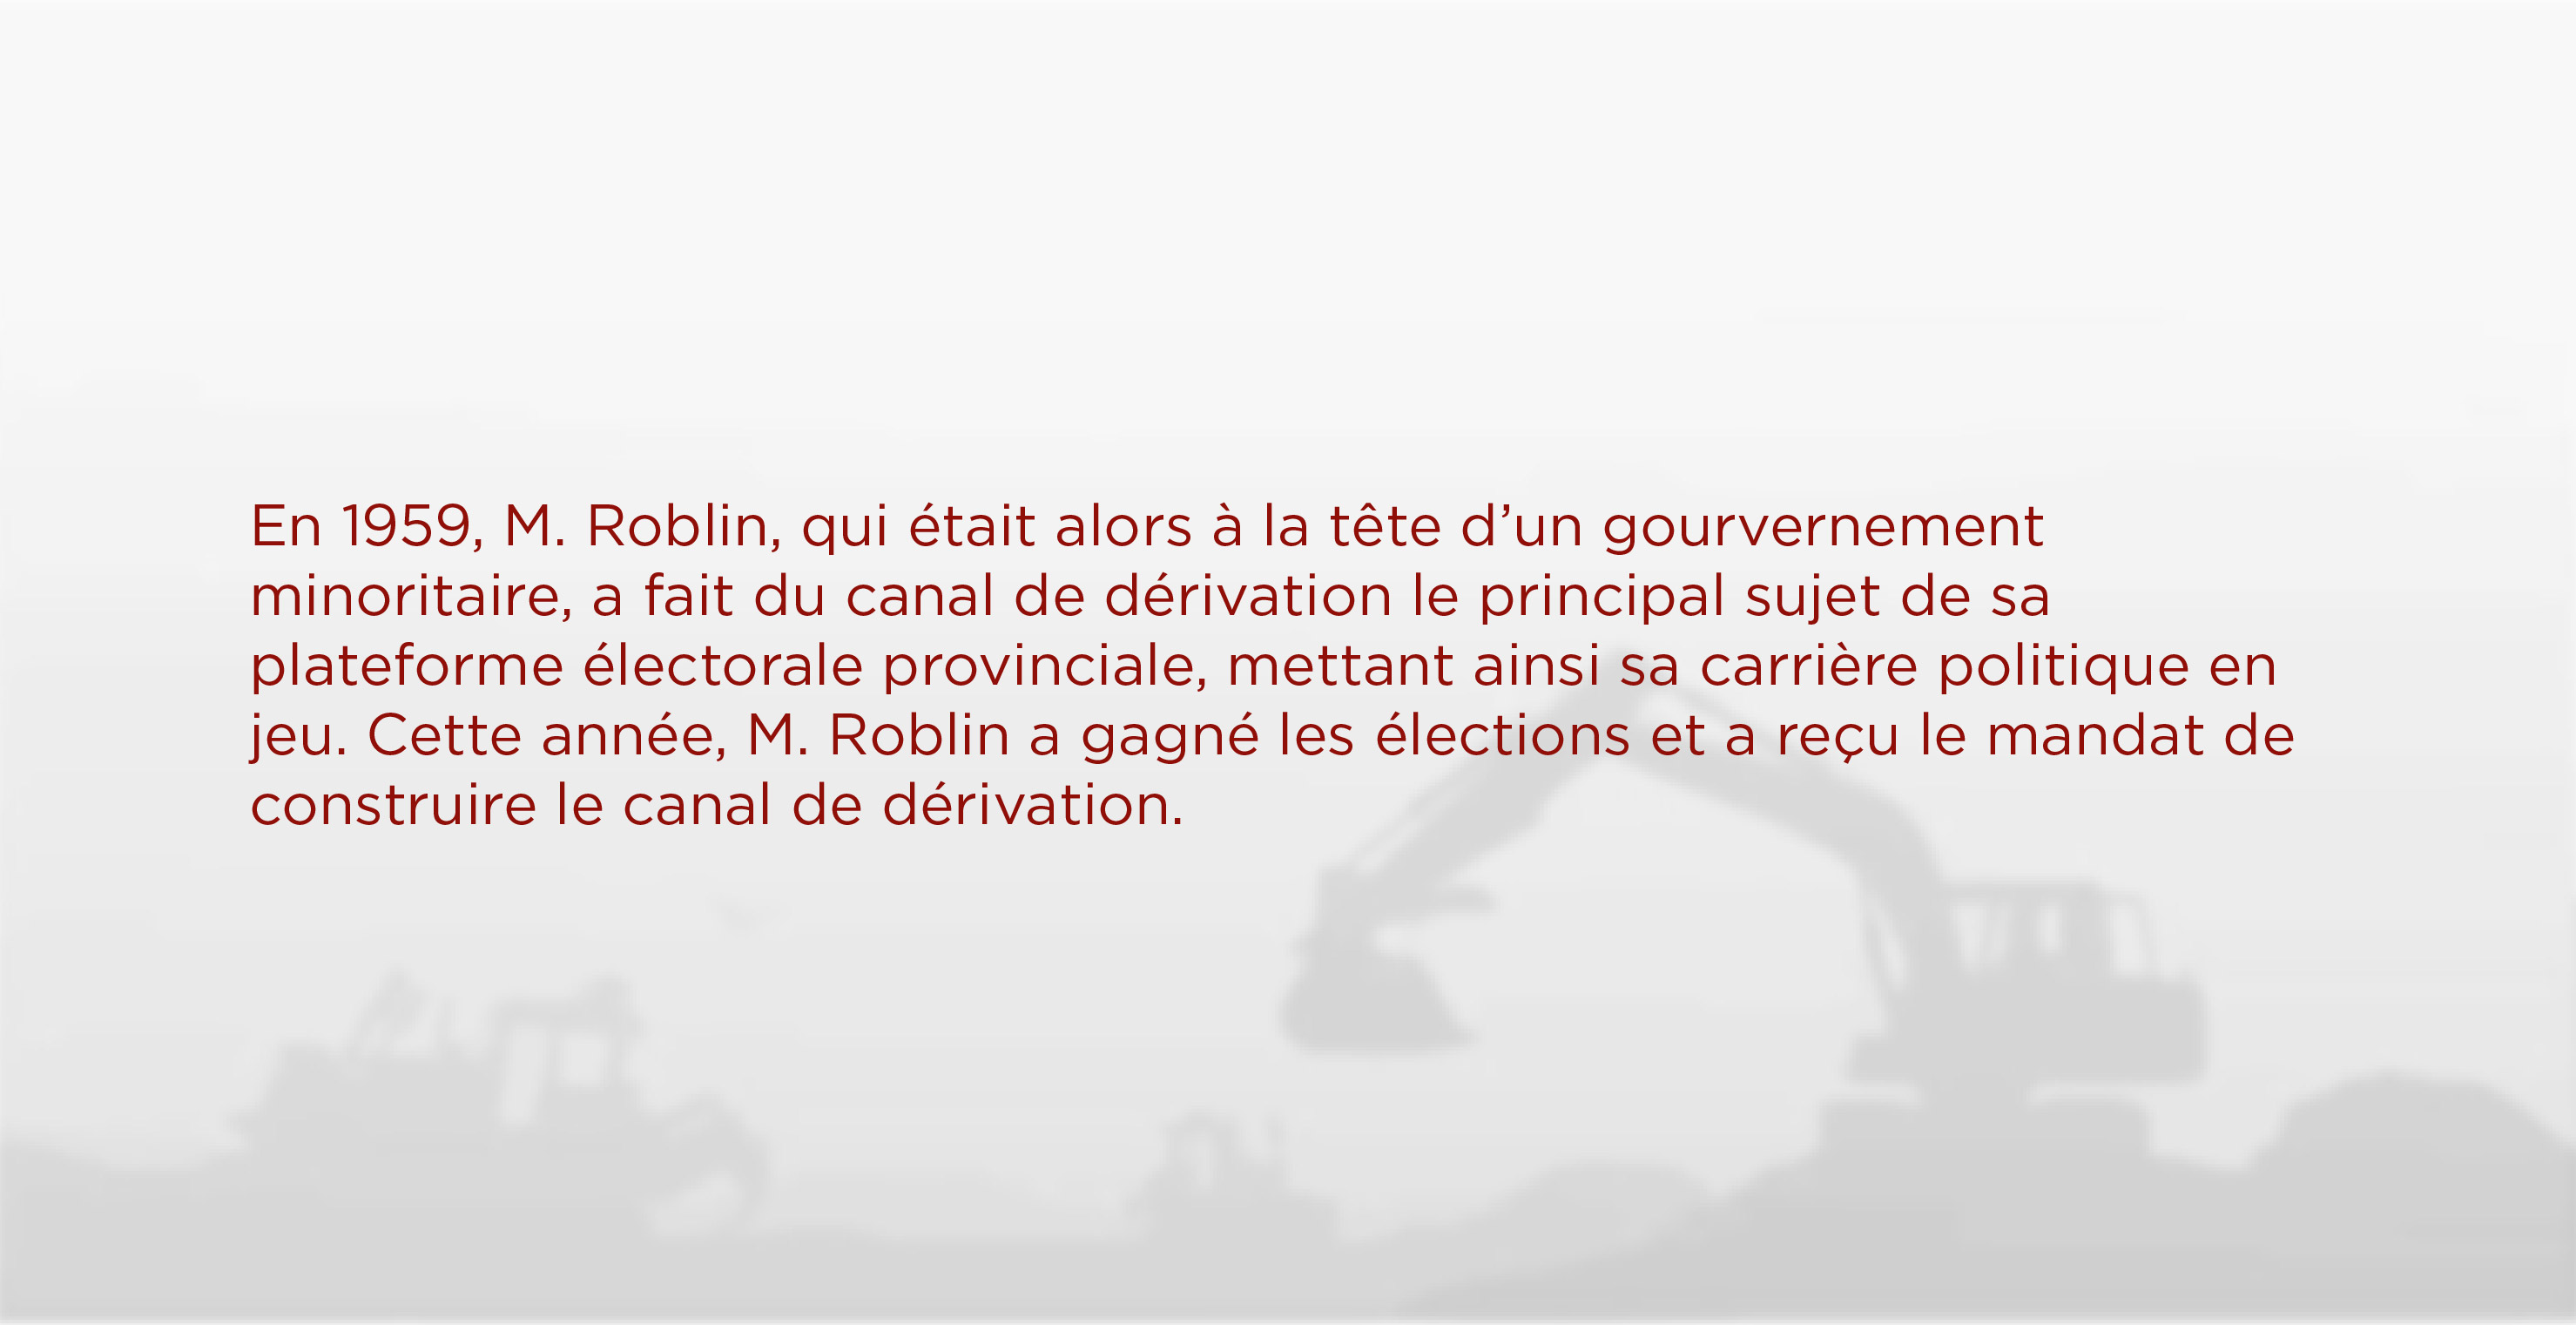 En 1959, M. Roblin, qui était alors à la tête d’un gourvernement
minoritaire, a fait du canal de dérivation le principal sujet de sa
plateforme électorale provinciale, mettant ainsi sa carrière politique en
jeu. Cette année, M. Roblin a gagné les élections et a reçu le mandat de
construire le canal de dérivation.